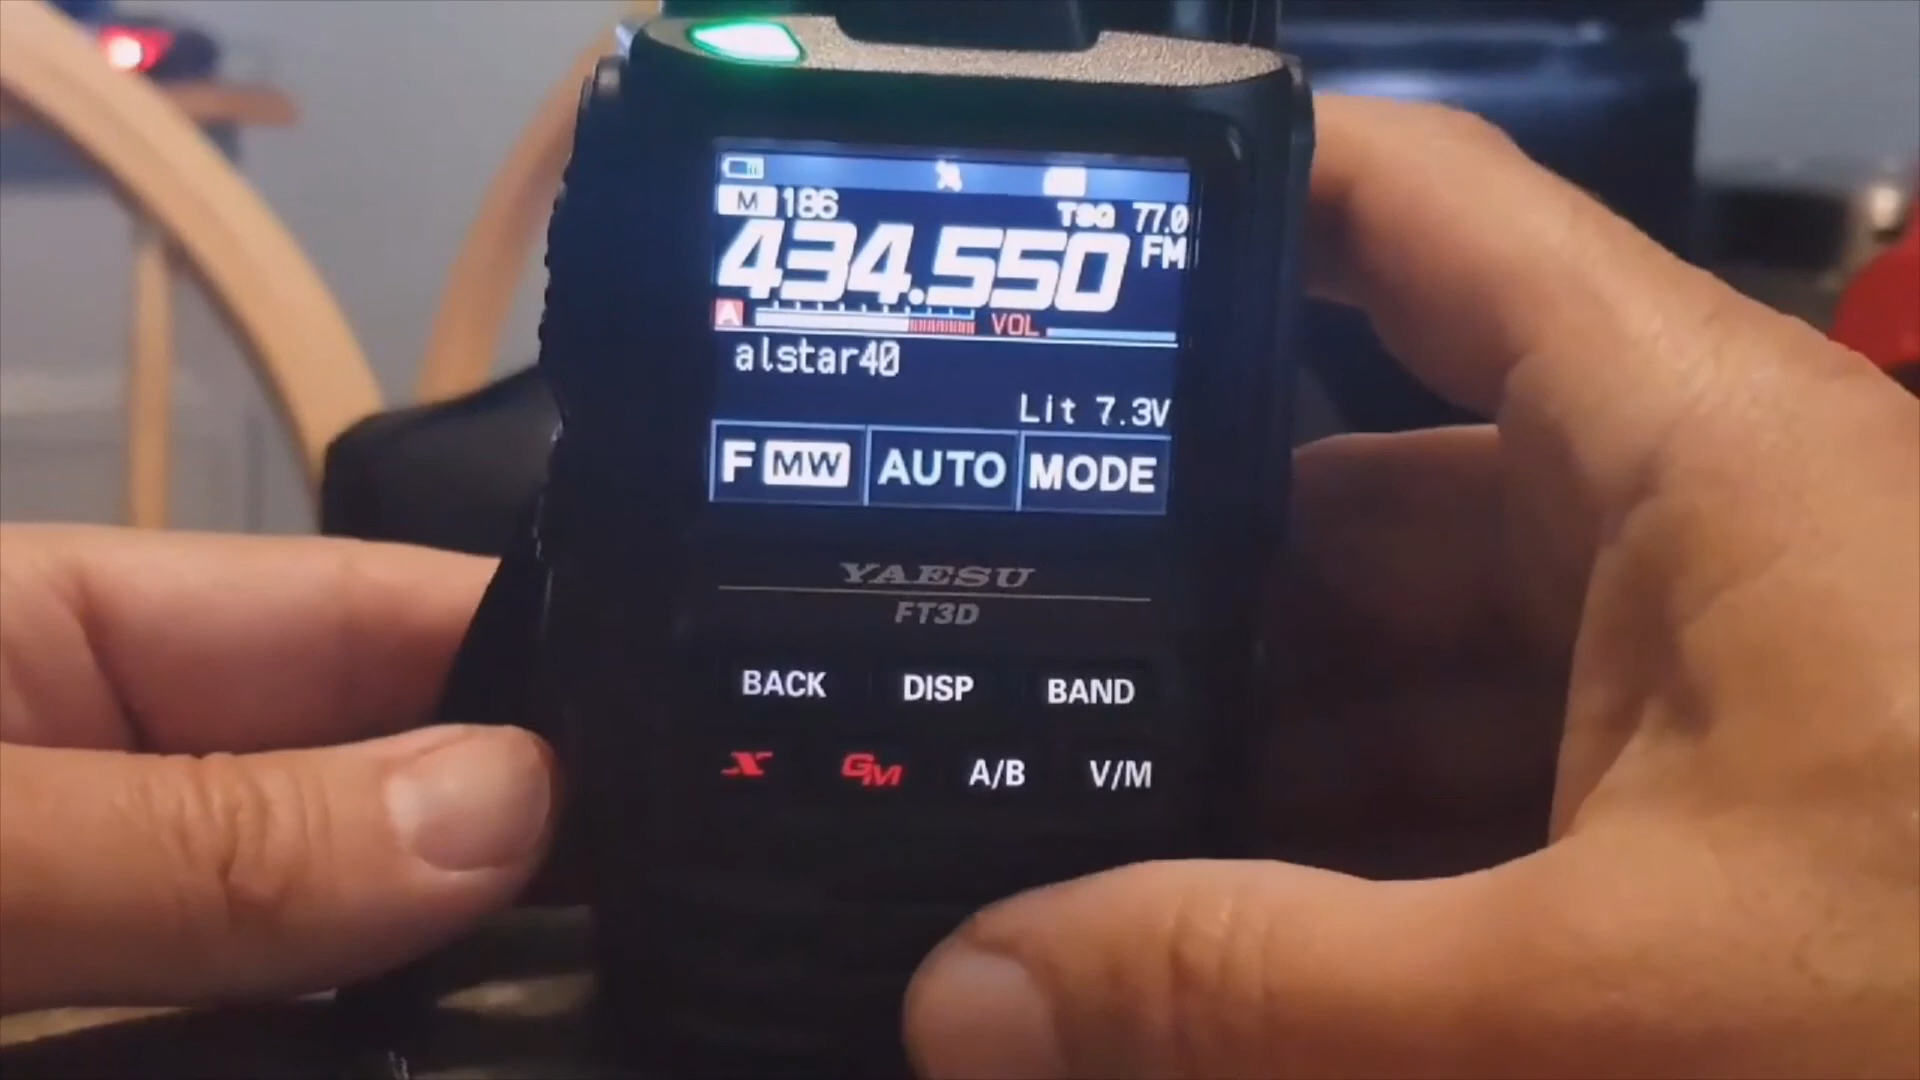 M 186
TSQ 77.0
434.550 FM
A VOL
alstar40
Lit 7.3V
F MW AUTO MODE
YAESU
FT3D
BACK DISP BAND
X GM A/B V/M